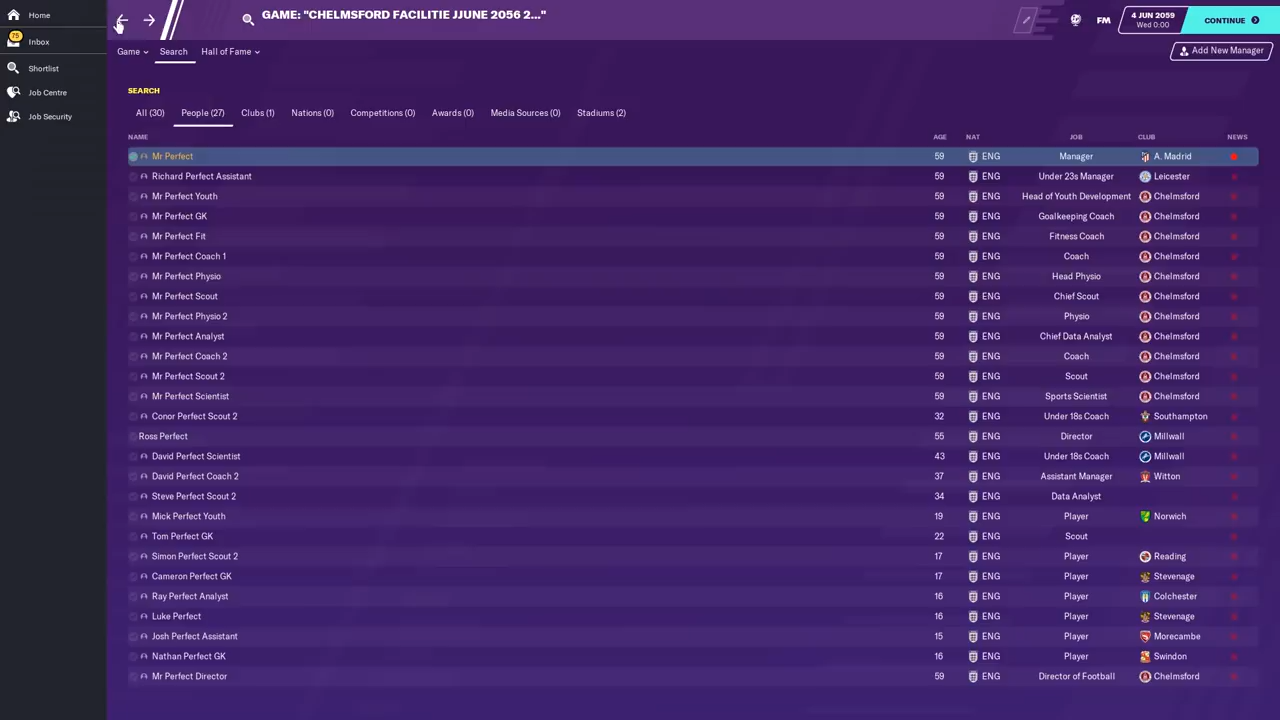 Home
75
Inbox
Shortlist
Job Centre
Job Security
GAME: "CHELMSFORD FACILITIE JJUNE 2056 2..."
FM
4 JUN 2059
Wed 0:00
CONTINUE
Game
Search
Hall of Fame
Add New Manager
SEARCH
All (30)
People (27)
Clubs (1)
Nations (0)
Competitions (0)
Awards (0)
Media Sources (0)
Stadiums (2)
NAME AGE NAT JOB CLUB NEWS
Mr Perfect 59 ENG Manager A. Madrid
Richard Perfect Assistant 59 ENG Under 23s Manager Leicester
Mr Perfect Youth 59 ENG Head of Youth Development Chelmsford
Mr Perfect GK 59 ENG Goalkeeping Coach Chelmsford
Mr Perfect Fit 59 ENG Fitness Coach Chelmsford
Mr Perfect Coach 1 59 ENG Coach Chelmsford
Mr Perfect Physio 59 ENG Head Physio Chelmsford
Mr Perfect Scout 59 ENG Chief Scout Chelmsford
Mr Perfect Physio 2 59 ENG Physio Chelmsford
Mr Perfect Analyst 59 ENG Chief Data Analyst Chelmsford
Mr Perfect Coach 2 59 ENG Coach Chelmsford
Mr Perfect Scout 2 59 ENG Scout Chelmsford
Mr Perfect Scientist 59 ENG Sports Scientist Chelmsford
Conor Perfect Scout 2 32 ENG Under 18s Coach Southampton
Ross Perfect 55 ENG Director Millwall
David Perfect Scientist 43 ENG Under 18s Coach Millwall
David Perfect Coach 2 37 ENG Assistant Manager Witton
Steve Perfect Scout 2 34 ENG Data Analyst
Mick Perfect Youth 19 ENG Player Norwich
Tom Perfect GK 22 ENG Scout
Simon Perfect Scout 2 17 ENG Player Reading
Cameron Perfect GK 17 ENG Player Stevenage
Ray Perfect Analyst 16 ENG Player Colchester
Luke Perfect 16 ENG Player Stevenage
Josh Perfect Assistant 15 ENG Player Morecambe
Nathan Perfect GK 16 ENG Player Swindon
Mr Perfect Director 59 ENG Director of Football Chelmsford